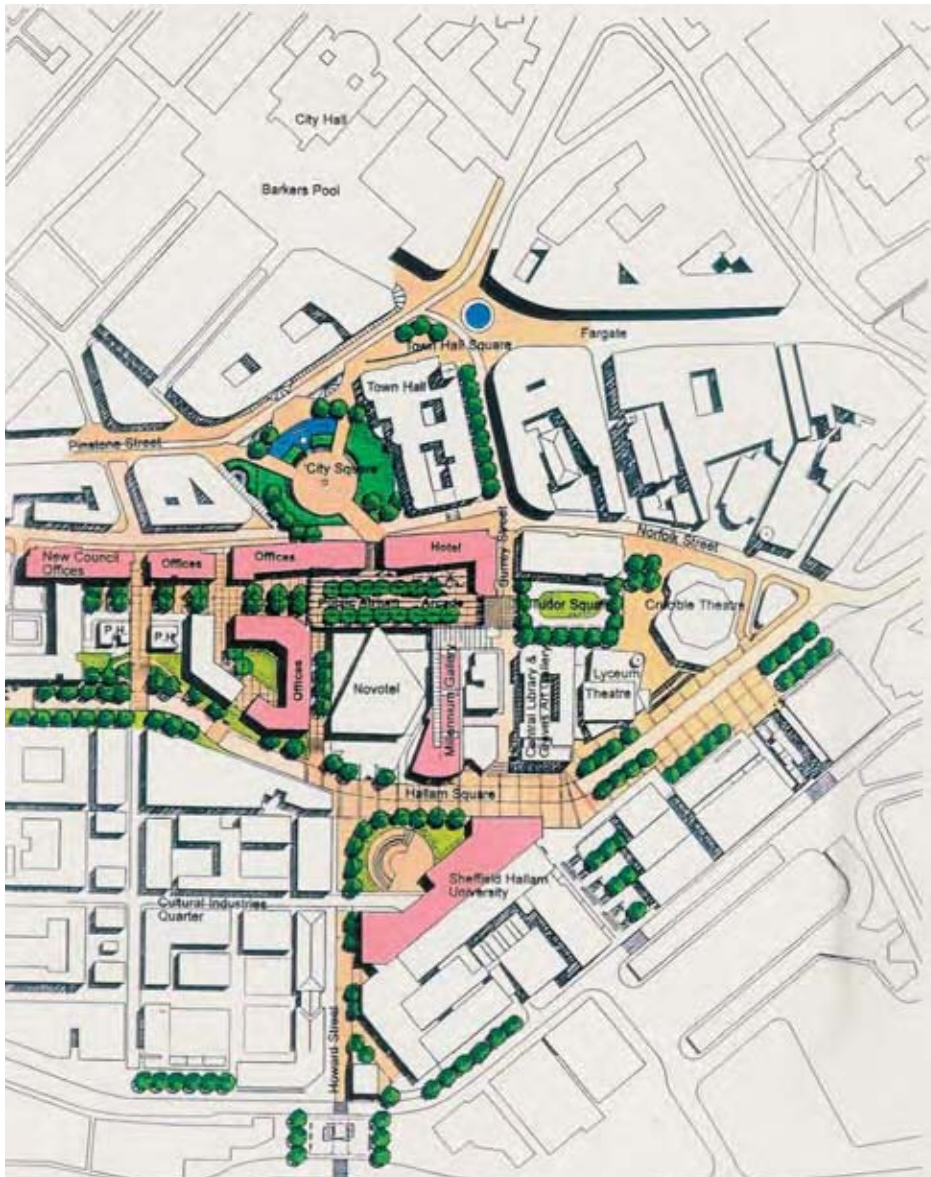 City Hall
Barkers Pool
Fargate
Town Hall Square
Town Hall
Pinstone Street
City Square
Norfolk Street
Surrey Street
New Council
Offices
Offices
Offices
Hotel
Arcade
Tudor Square
Crucible Theatre
P.H.
P.H.
Offices
Novotel
Millennium Gallery
Central Library &
Graves Art Gallery
Lyceum
Theatre
Hallam Square
Sheffield Hallam
University
Cultural Industries
Quarter
Howard Street